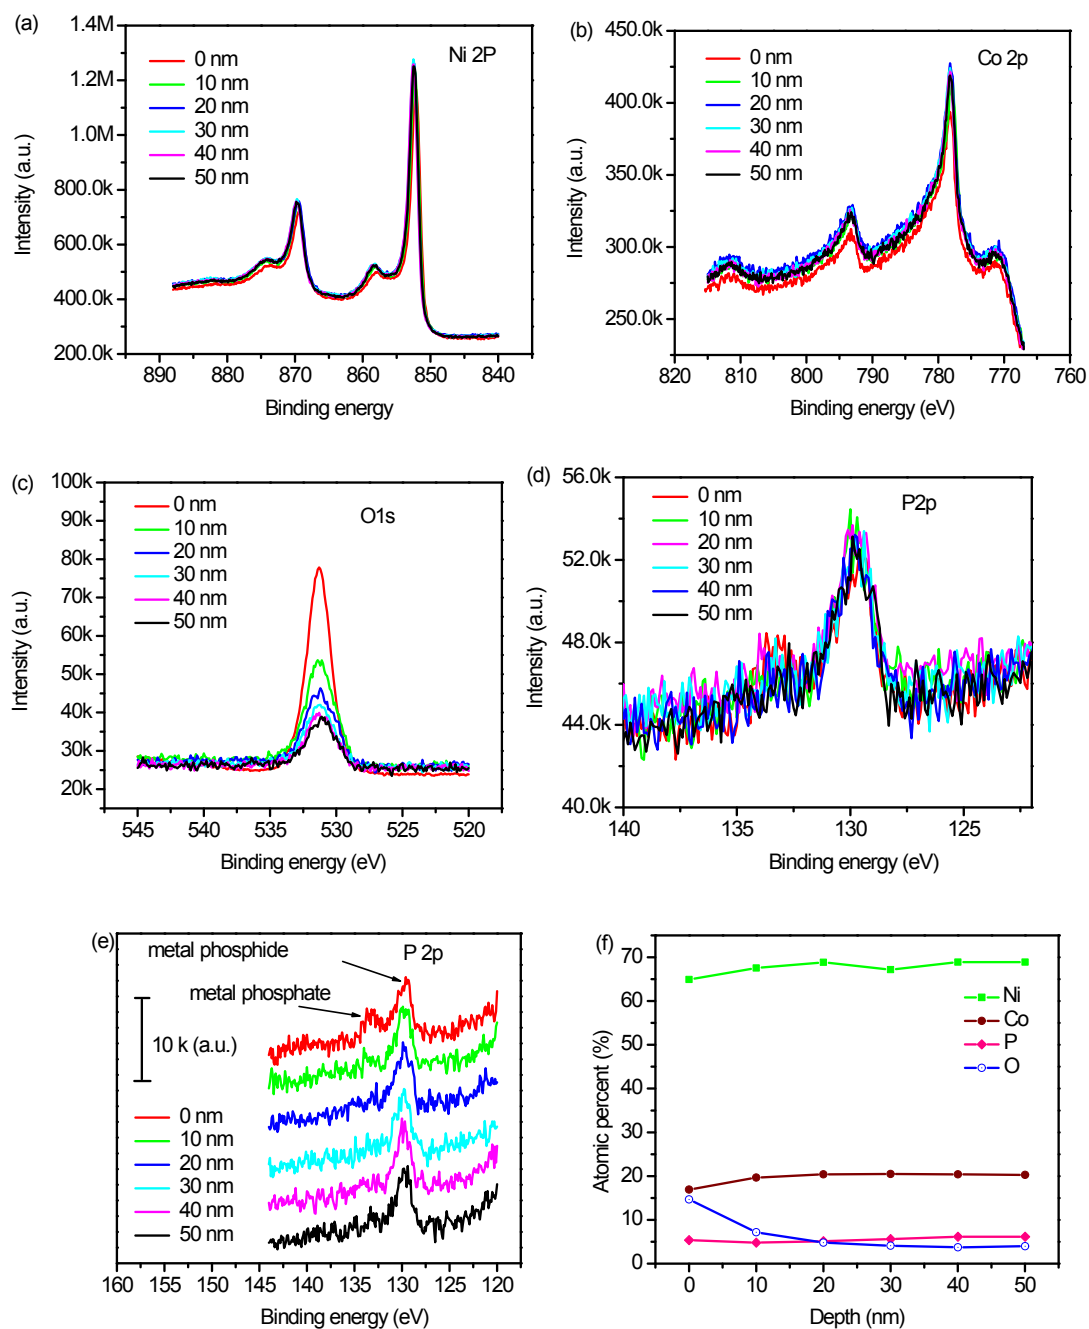 (a)
Ni 2P
0 nm
10 nm
20 nm
30 nm
40 nm
50 nm
1.4M
1.2M
1.0M
800.0k
600.0k
400.0k
200.0k
Intensity (a.u.)
890 880 870 860 850 840
Binding energy
(b)
Co 2p
0 nm
10 nm
20 nm
30 nm
40 nm
50 nm
450.0k
400.0k
350.0k
300.0k
250.0k
Intensity (a.u.)
820 810 800 790 780 770 760
Binding energy (eV)
(c)
O1s
0 nm
10 nm
20 nm
30 nm
40 nm
50 nm
100k
90k
80k
70k
60k
50k
40k
30k
20k
Intensity (a.u.)
545 540 535 530 525 520
Binding energy (eV)
(d)
P2p
0 nm
10 nm
20 nm
30 nm
40 nm
50 nm
56.0k
52.0k
48.0k
44.0k
40.0k
Intensity (a.u.)
140 135 130 125
Binding energy (eV)
(e)
P 2p
metal phosphide
metal phosphate
10 k (a.u.)
0 nm
10 nm
20 nm
30 nm
40 nm
50 nm
160 155 150 145 140 135 130 125 120
Binding energy (eV)
(f)
Ni
Co
P
O
70
60
50
40
30
20
10
0
Atomic percent (%)
0 10 20 30 40 50
Depth (nm)